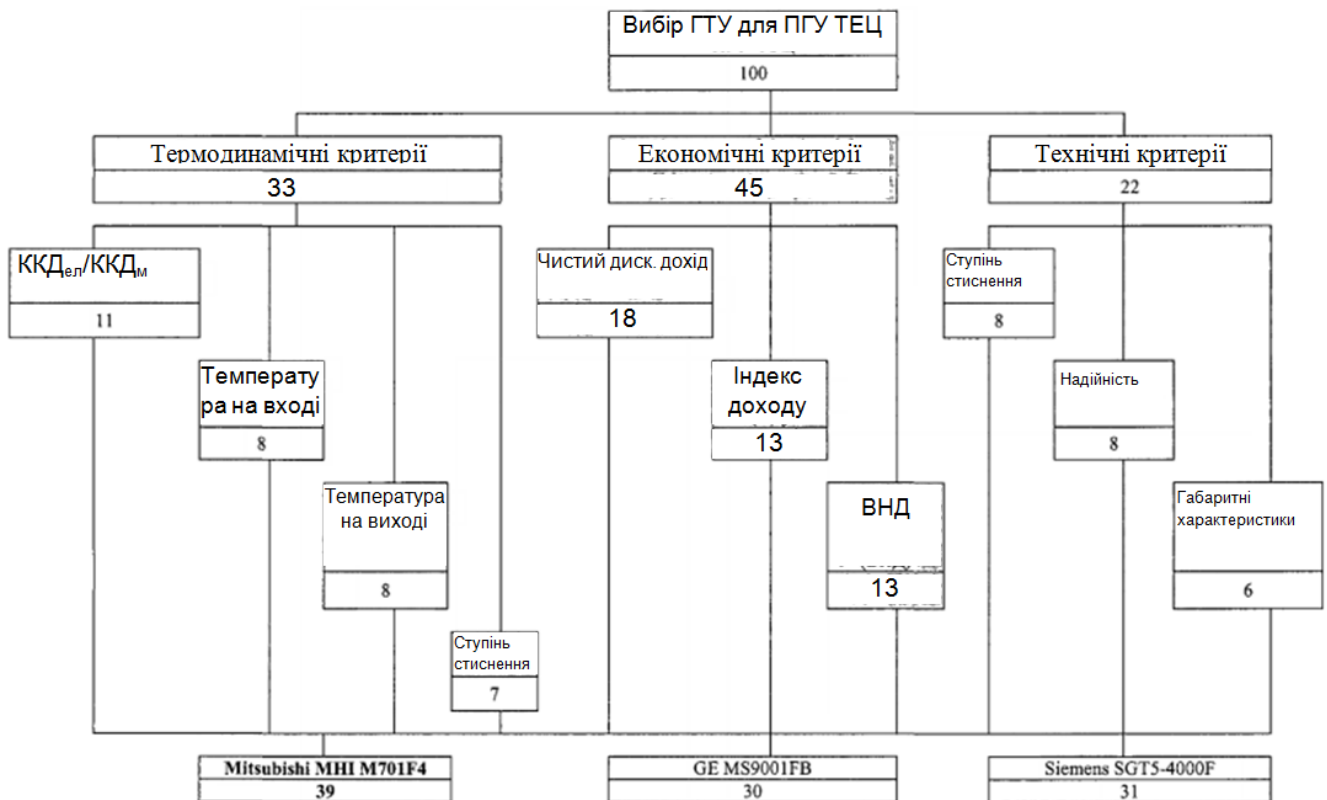 Вибір ГТУ для ПГУ ТЕЦ
100
Термодинамічні критерії
33
Економічні критерії
45
Технічні критерії
22
ККДел/ККДм
11
Температу
ра на вході
8
Температура
на виході
8
Ступінь
стиснення
7
Чистий диск. дохід
18
Індекс
доходу
13
ВНД
13
Ступінь
стиснення
8
Надійність
8
Габаритні
характеристики
6
Mitsubishi MHI M701F4
39
GE MS9001FB
30
Siemens SGT5-4000F
31